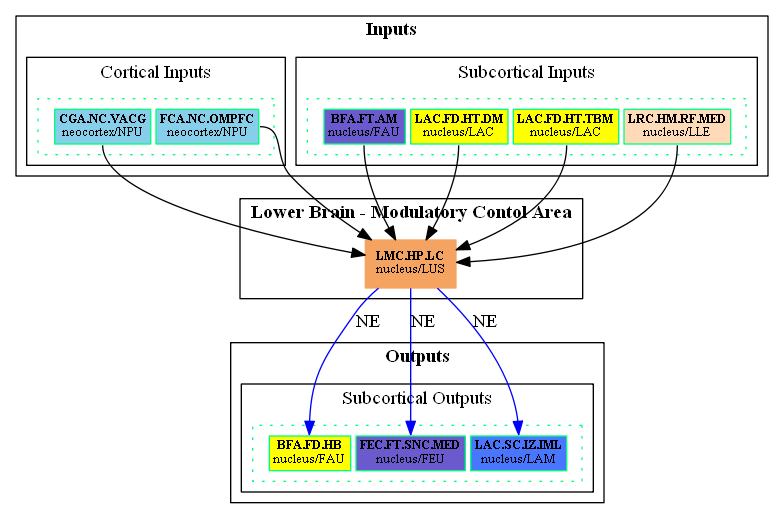 Inputs
Cortical Inputs
Subcortical Inputs
CGA.NC.VACG
neocortex/NPU
FCA.NC.OMPFC
neocortex/NPU
BFA.FT.AM
nucleus/FAU
LAC.FD.HT.DM
nucleus/LAC
LAC.FD.HT.TBM
nucleus/LAC
LRC.HM.RF.MED
nucleus/LLE
Lower Brain - Modulatory Contol Area
LMC.HP.LC
nucleus/LUS
NE
NE
NE
Outputs
Subcortical Outputs
BFA.FD.HB
nucleus/FAU
FEC.FT.SNC.MED
nucleus/FEU
LAC.SC.IZ.IML
nucleus/LAM